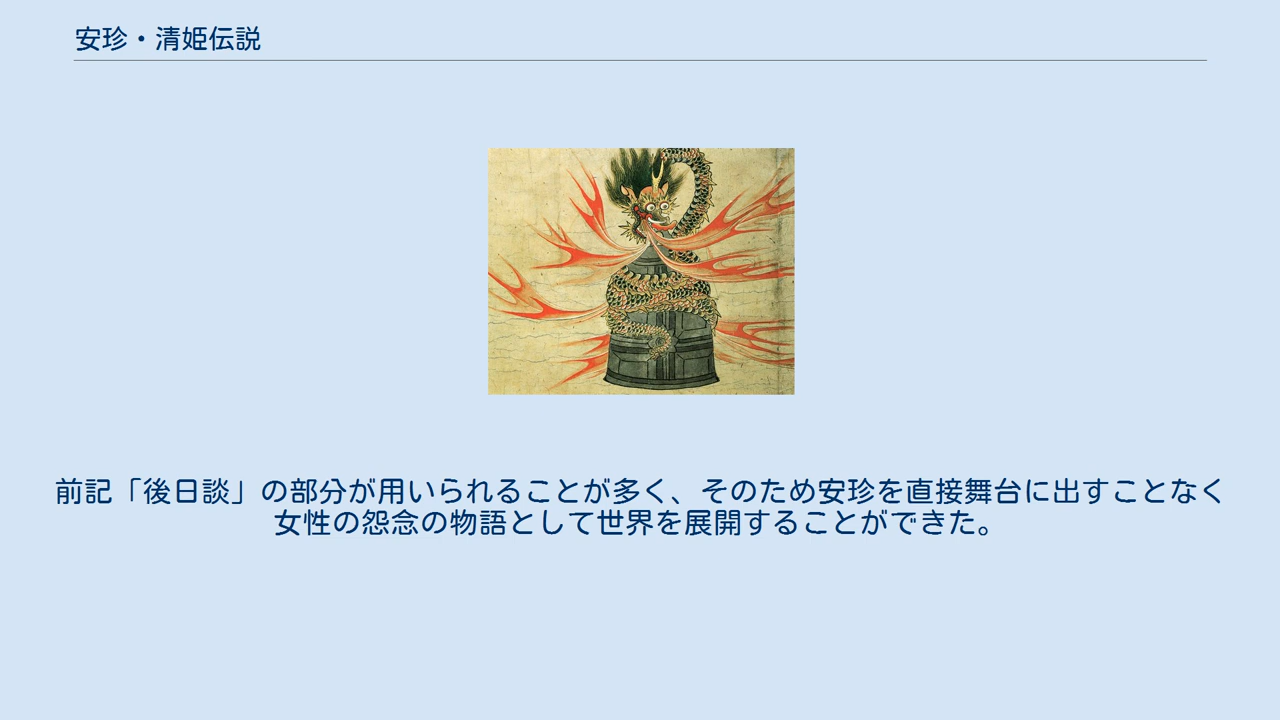 安珍・清姫伝説
前記「後日談」の部分が用いられることが多く、そのため安珍を直接舞台に出すことなく
女性の怨念の物語として世界を展開することができた。